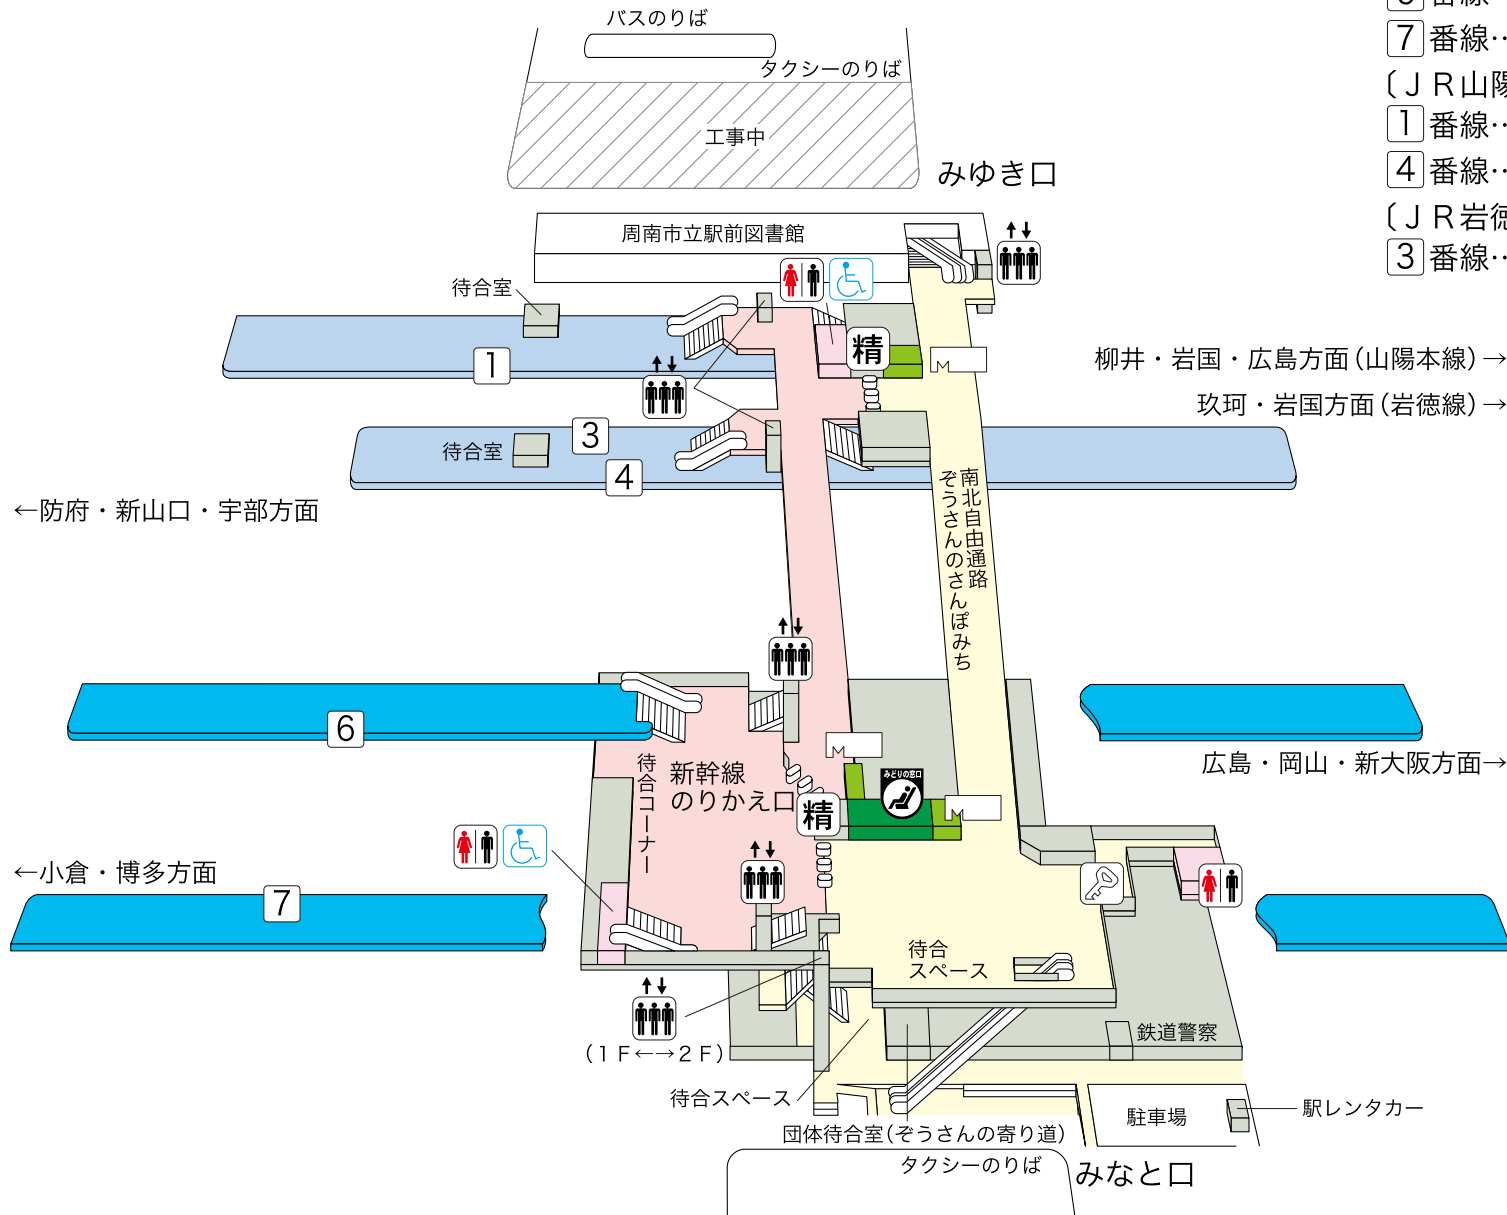 バスのりば
タクシーのりば
工事中
みゆき口
7 番線‥
〔ＪＲ山陽
1 番線‥
4 番線‥
〔ＪＲ岩徳
3 番線‥
周南市立駅前図書館
待合室
精
1
柳井・岩国・広島方面(山陽本線)→
玖珂・岩国方面(岩徳線)→
3
待合室
4
←防府・新山口・宇部方面
南北自由通路
ぞうさんのさんぽみち
6
待合コーナー
新幹線
のりかえ口
みどりの窓口
精
広島・岡山・新大阪方面→
←小倉・博多方面
7
待合
スペース
(１Ｆ←→２Ｆ)
鉄道警察
待合スペース
駐車場
駅レンタカー
団体待合室(ぞうさんの寄り道)
タクシーのりば
みなと口